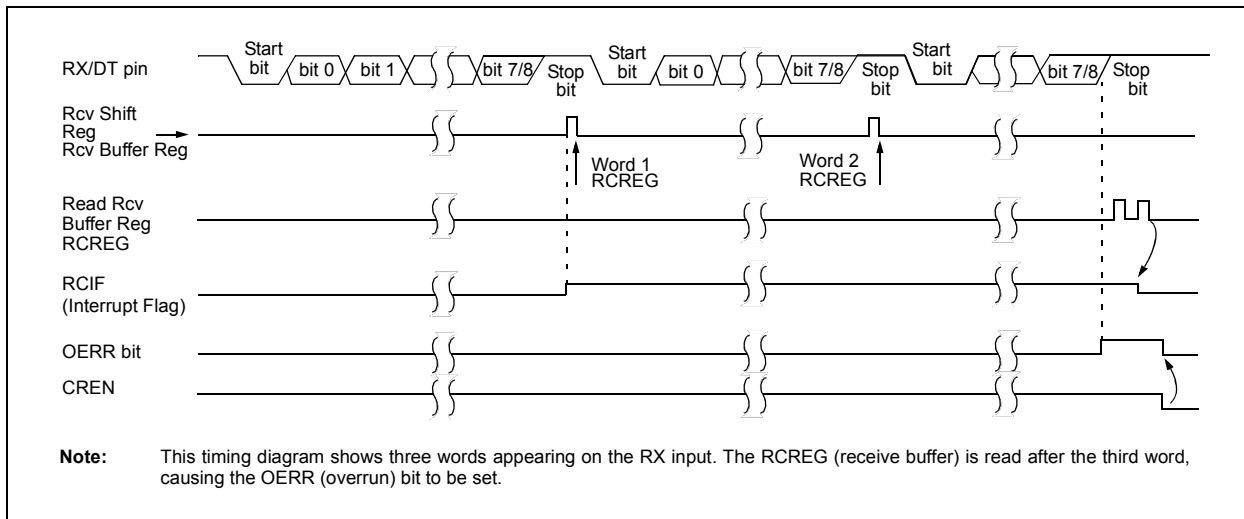 RX/DT pin
Start
bit
bit 0
bit 1
bit 7/8
Stop
bit
Start
bit
bit 0
bit 7/8
Stop
bit
Start
bit
bit 7/8
Stop
bit
Rcv Shift
Reg
Rcv Buffer Reg
Word 1
RCREG
Word 2
RCREG
Read Rcv
Buffer Reg
RCREG
RCIF
(Interrupt Flag)
OERR bit
CREN
Note: This timing diagram shows three words appearing on the RX input. The RCREG (receive buffer) is read after the third word,
causing the OERR (overrun) bit to be set.